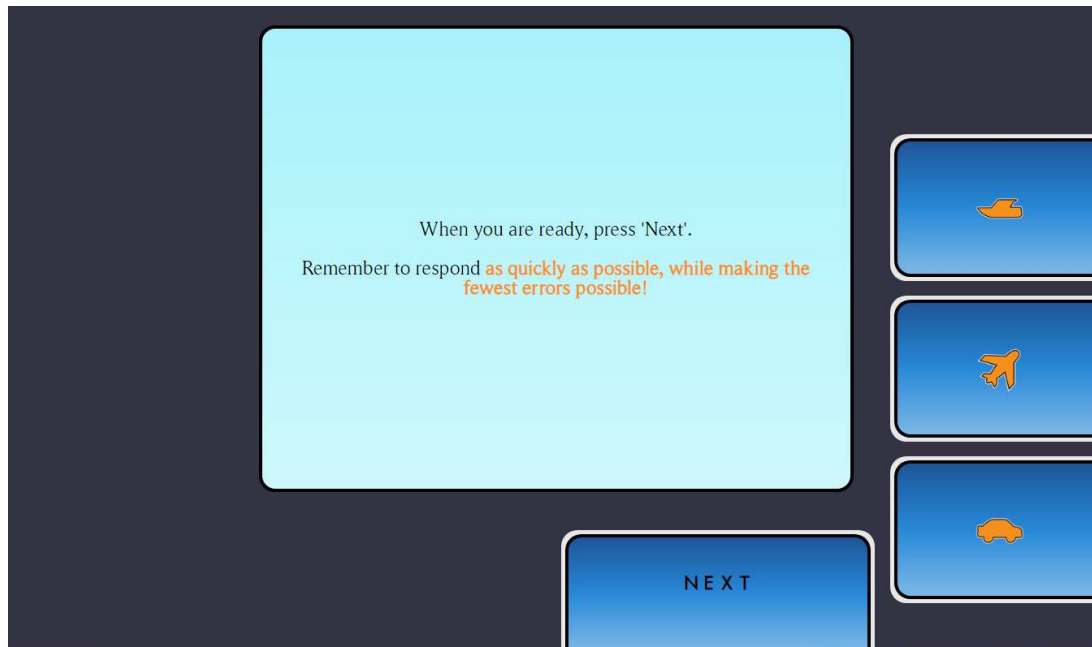 When you are ready, press 'Next'.
Remember to respond as quickly as possible, while making the
fewest errors possible!
NEXT